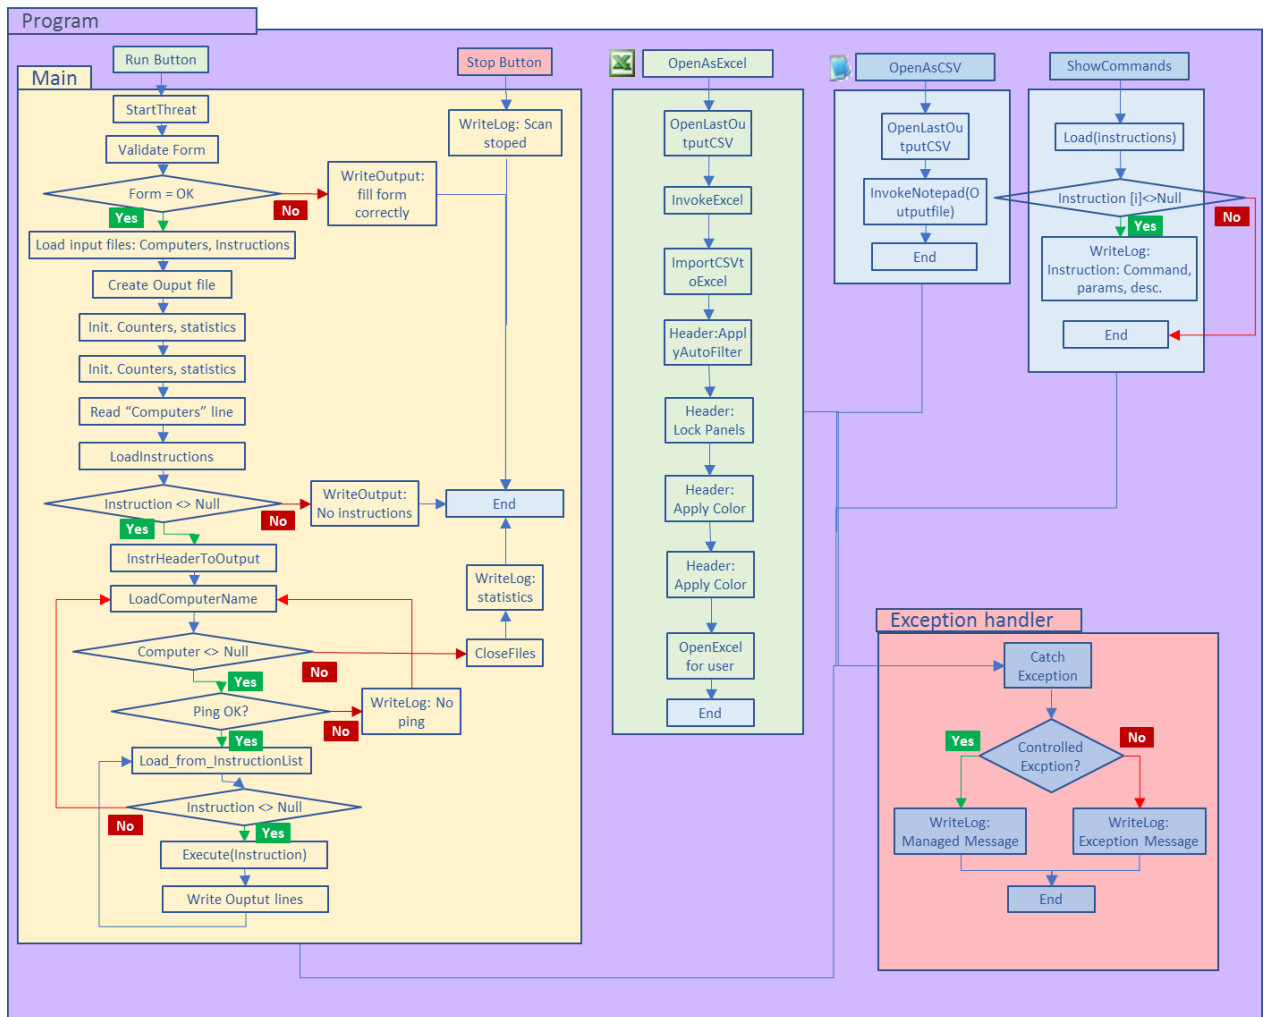 Program
Run Button
Main
StartThreat
Validate Form
Form = OK
Yes
No
WriteOutput:
fill form
correctly
Load input files: Computers, Instructions
Create Ouput file
Init. Counters, statistics
Init. Counters, statistics
Read “Computers” line
LoadInstructions
Instruction <> Null
Yes
No
WriteOutput:
No instructions
InstrHeaderToOutput
LoadComputerName
Computer <> Null
Yes
No
Ping OK?
Yes
No
WriteLog: No
ping
Load_from_InstructionList
Instruction <> Null
No
Yes
Execute(Instruction)
Write Ouptut lines
Stop Button
WriteLog: Scan
stoped
End
WriteLog:
statistics
CloseFiles
OpenAsExcel
OpenLastOu
tputCSV
InvokeExcel
ImportCSVt
oExcel
Header:Appl
yAutoFilter
Header:
Lock Panels
Header:
Apply Color
Header:
Apply Color
OpenExcel
for user
End
OpenAsCSV
OpenLastOu
tputCSV
InvokeNotepad(O
utputfile)
End
ShowCommands
Load(instructions)
Instruction [i]<>Null
Yes
No
WriteLog:
Instruction: Command,
params, desc.
End
Exception handler
Catch
Exception
Controlled
Excption?
Yes
No
WriteLog:
Managed Message
WriteLog:
Exception Message
End